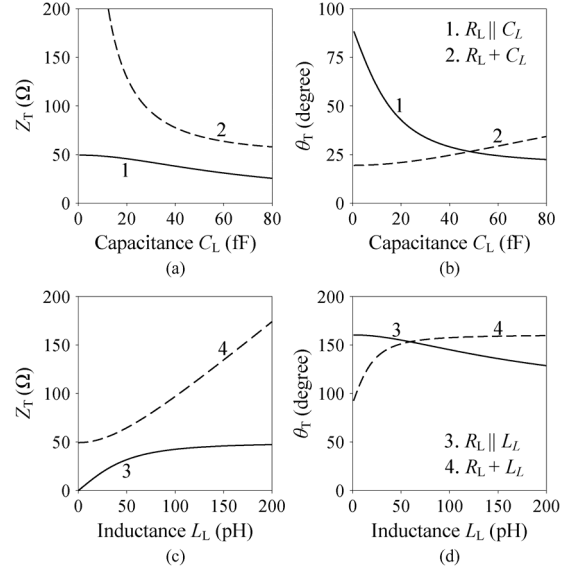 200
150
100
50
0
Z_T (Ω)
1
2
0 20 40 60 80
Capacitance C_L (fF)
(a)
100
75
50
25
0
θ_T (degree)
1. R_L || C_L
2. R_L + C_L
1
2
0 20 40 60 80
Capacitance C_L (fF)
(b)
200
150
100
50
0
Z_T (Ω)
4
3
0 50 100 150 200
Inductance L_L (pH)
(c)
200
150
100
50
0
θ_T (degree)
3
4
3. R_L || L_L
4. R_L + L_L
0 50 100 150 200
Inductance L_L (pH)
(d)